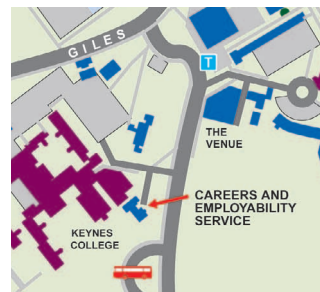 GILES
T
THE
VENUE
CAREERS AND
EMPLOYABILITY
SERVICE
KEYNES
COLLEGE